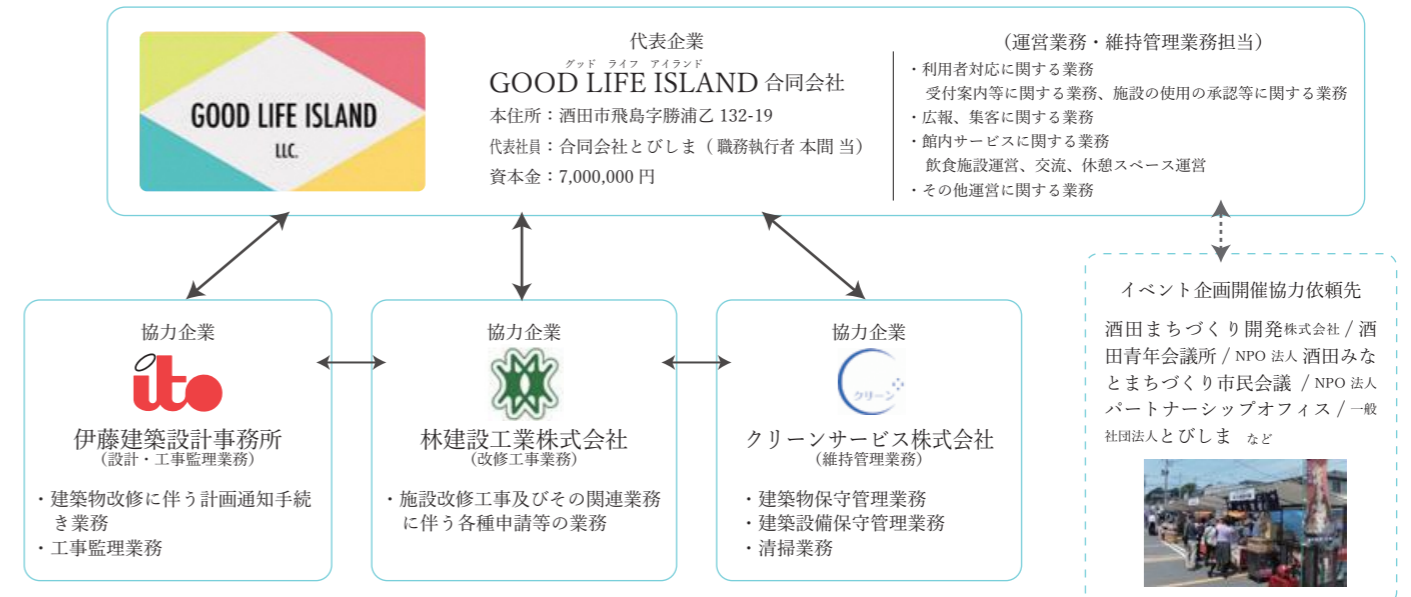 GOOD LIFE ISLAND
LLC.
代表企業
グッド ライフ アイランド
GOOD LIFE ISLAND 合同会社
本住所：酒田市飛島字勝浦乙 132-19
代表社員：合同会社とびしま（ 職務執行者 本間 当）
資本金：7,000,000 円
（運営業務・維持管理業務担当）
・利用者対応に関する業務
受付案内等に関する業務、施設の使用の承認等に関する業務
・広報、集客に関する業務
・館内サービスに関する業務
飲食施設運営、交流、休憩スペース運営
・その他運営に関する業務
協力企業
ito
伊藤建築設計事務所
（設計・工事監理業務）
・建築物改修に伴う計画通知手続
き業務
・工事監理業務
協力企業
林建設工業株式会社
（改修工事業務）
・施設改修工事及びその関連業務
に伴う各種申請等の業務
協力企業
クリーン
クリーンサービス株式会社
（維持管理業務）
・建築物保守管理業務
・建築設備保守管理業務
・清掃業務
イベント企画開催協力依頼先
酒田まちづくり開発株式会社 / 酒
田青年会議所 / NPO 法人 酒田みな
とまちづくり市民会議 / NPO 法人
パートナーシップオフィス / 一般
社団法人とびしま など